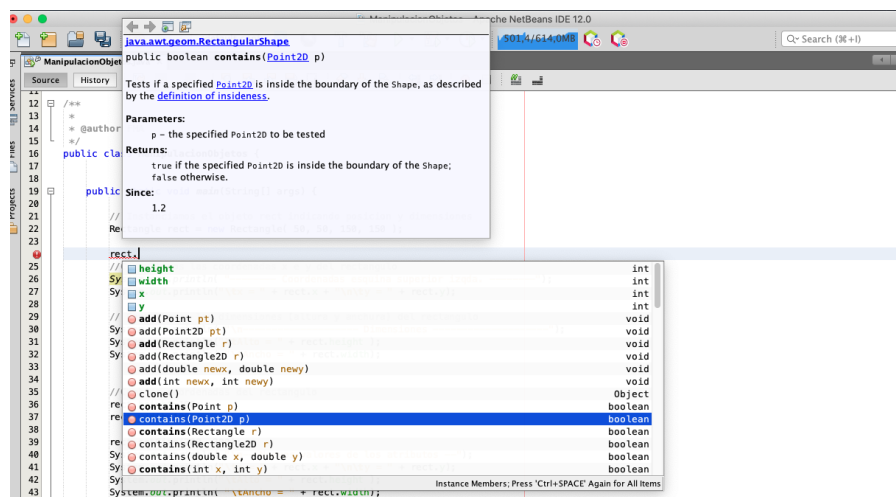 ManipulacionObjetos - Apache NetBeans IDE 12.0
501,4/614,0MB
Search (⌘+I)
java.awt.geom.RectangularShape
public boolean contains(Point2D p)
Tests if a specified Point2D is inside the boundary of the Shape, as described
by the definition of insideness.
Parameters:
p – the specified Point2D to be tested
Returns:
true if the specified Point2D is inside the boundary of the Shape;
false otherwise.
Since:
1.2
ManipulacionObjet
Source History
Services
Files
Projects
11
12 /**
13 *
14 * @author
15 */
16 public cla
17
18
19 public
20
21 //
22 Re
23
rect.
25 //
26 Sy
27 Sy
28
29 //
30 Sy
31 Sy
32 Sy
33
34
35 //
36 re
37 re
38
39 re
40 Sy
41 Sy
42 Sy
43 System.out.println( "\tAncho = " + rect.width);
height int
width int
x int
y int
add(Point pt) void
add(Point2D pt) void
add(Rectangle r) void
add(Rectangle2D r) void
add(double newx, double newy) void
add(int newx, int newy) void
clone() Object
contains(Point p) boolean
contains(Point2D p) boolean
contains(Rectangle r) boolean
contains(Rectangle2D r) boolean
contains(double x, double y) boolean
contains(int x, int y) boolean
Instance Members; Press 'Ctrl+SPACE' Again for All Items